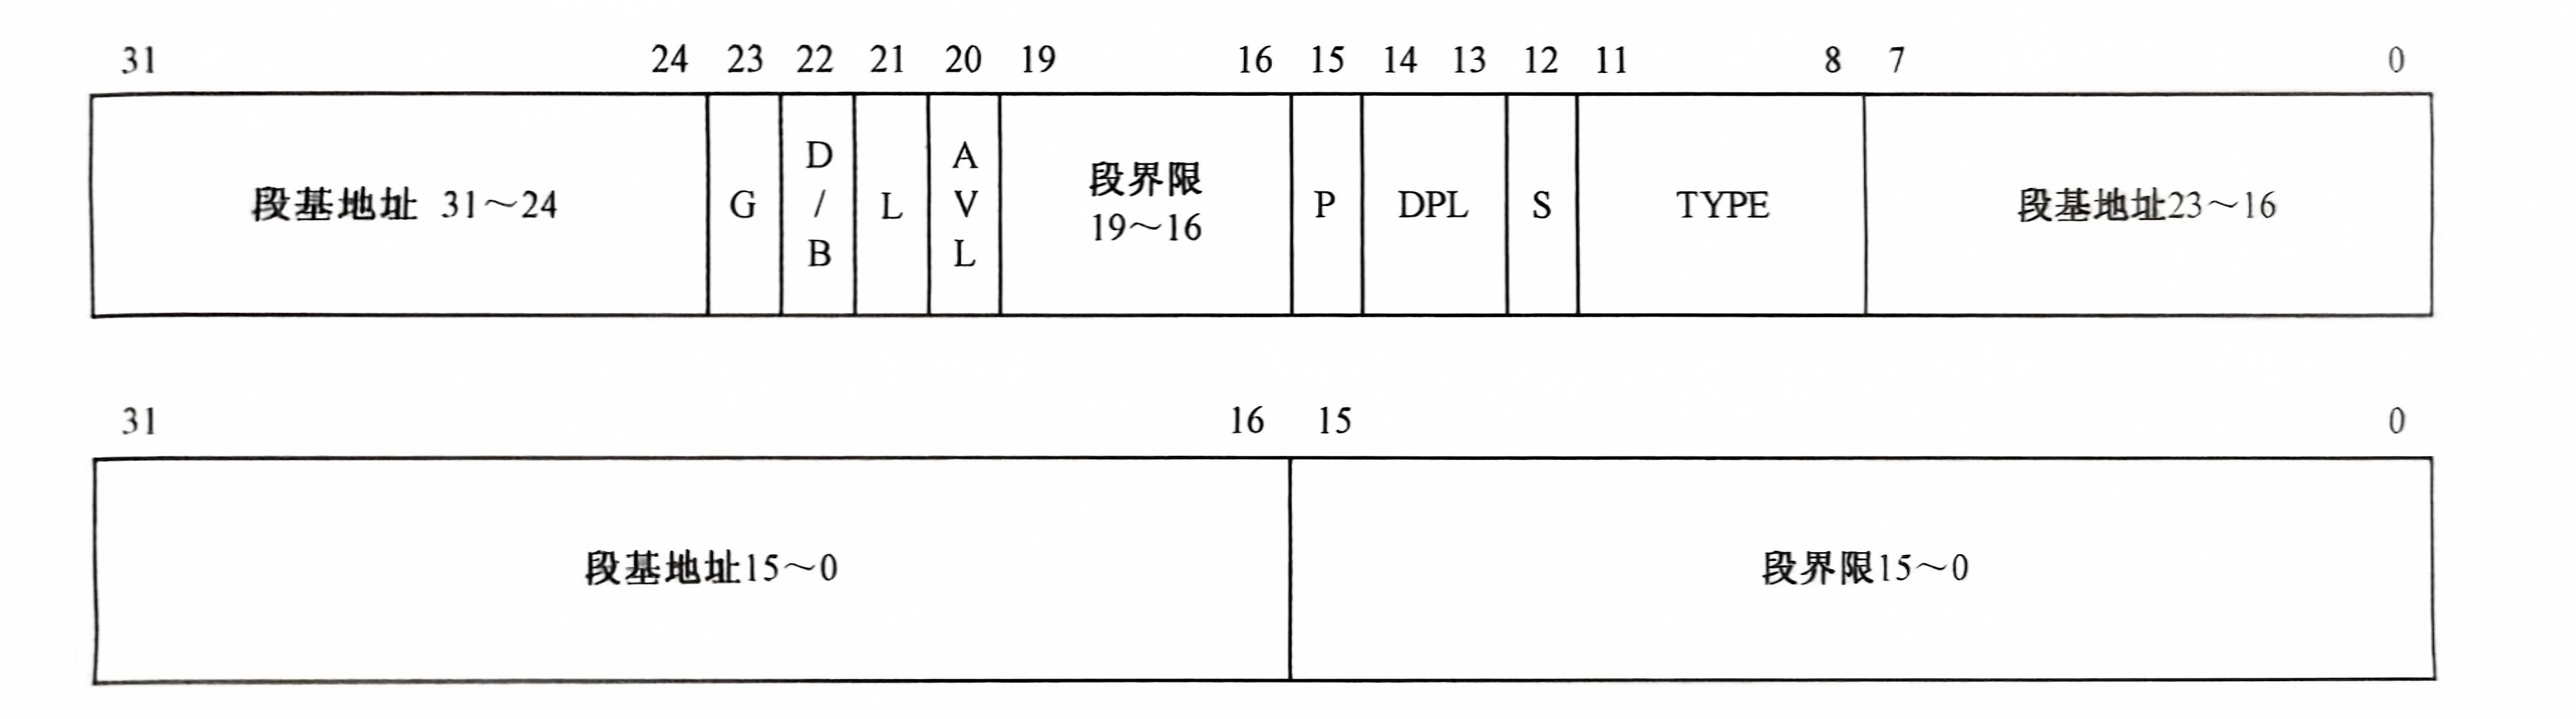 31 24 23 22 21 20 19 16 15 14 13 12 11 8 7 0
段基地址 31～24 G D/B L AVL 段界限 19～16 P DPL S TYPE 段基地址23～16
31 16 15 0
段基地址15～0 段界限15～0